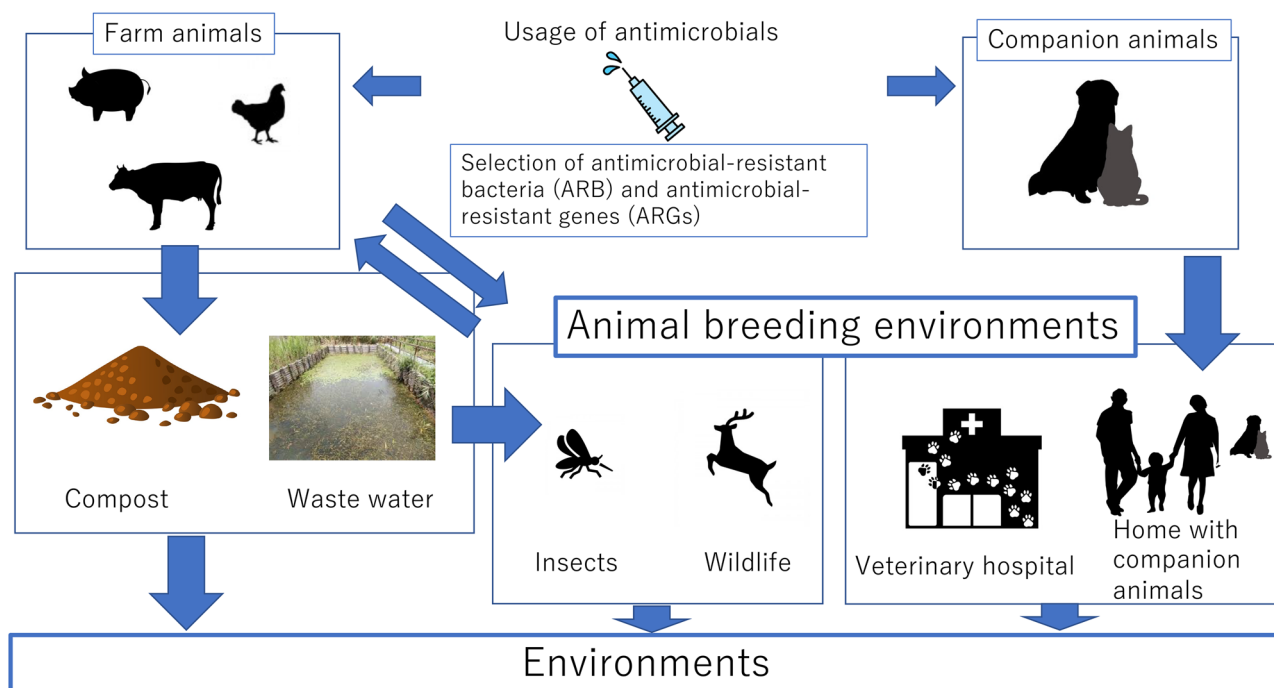 Farm animals
Usage of antimicrobials
Companion animals
Selection of antimicrobial-resistant
bacteria (ARB) and antimicrobial-
resistant genes (ARGs)
Animal breeding environments
Compost
Waste water
Insects
Wildlife
Veterinary hospital
Home with
companion
animals
Environments